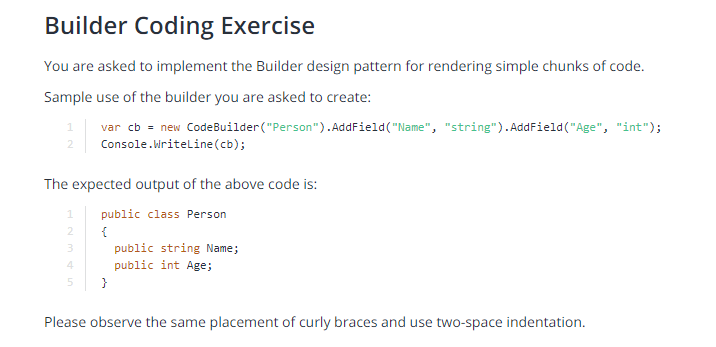 Builder Coding Exercise
You are asked to implement the Builder design pattern for rendering simple chunks of code.
Sample use of the builder you are asked to create:
1 var cb = new CodeBuilder("Person").AddField("Name", "string").AddField("Age", "int");
2 Console.WriteLine(cb);
The expected output of the above code is:
1 public class Person
2 {
3   public string Name;
4   public int Age;
5 }
Please observe the same placement of curly braces and use two-space indentation.